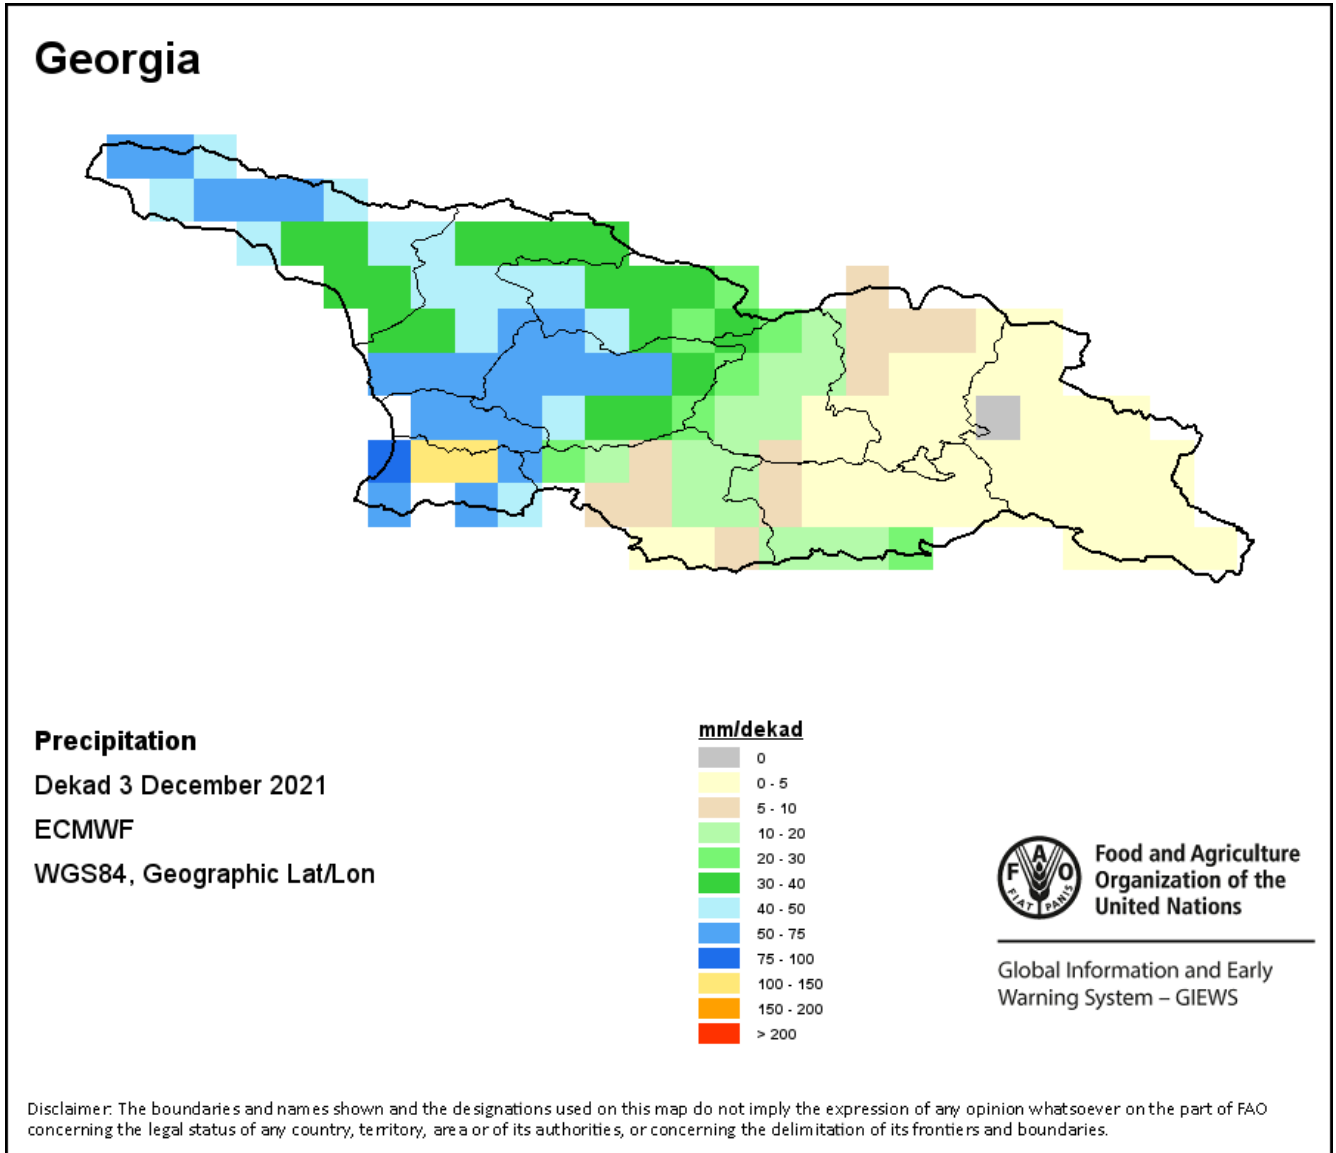 Georgia
Precipitation
Dekad 3 December 2021
ECMWF
WGS84, Geographic Lat/Lon
mm/dekad
0
0 - 5
5 - 10
10 - 20
20 - 30
30 - 40
40 - 50
50 - 75
75 - 100
100 - 150
150 - 200
> 200
F A O
FIAT PANIS
Food and Agriculture
Organization of the
United Nations
Global Information and Early
Warning System – GIEWS
Disclaimer: The boundaries and names shown and the designations used on this map do not imply the expression of any opinion whatsoever on the part of FAO
concerning the legal status of any country, territory, area or of its authorities, or concerning the delimitation of its frontiers and boundaries.